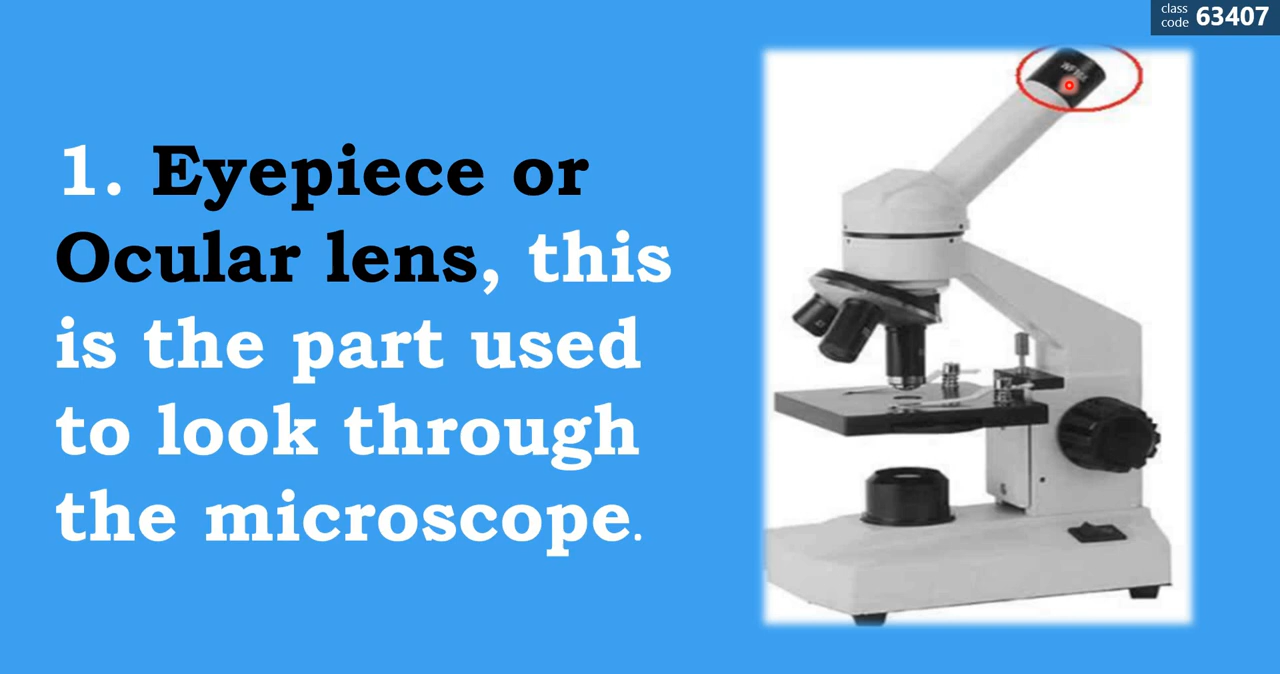 class
code 63407
1. Eyepiece or
Ocular lens, this
is the part used
to look through
the microscope.